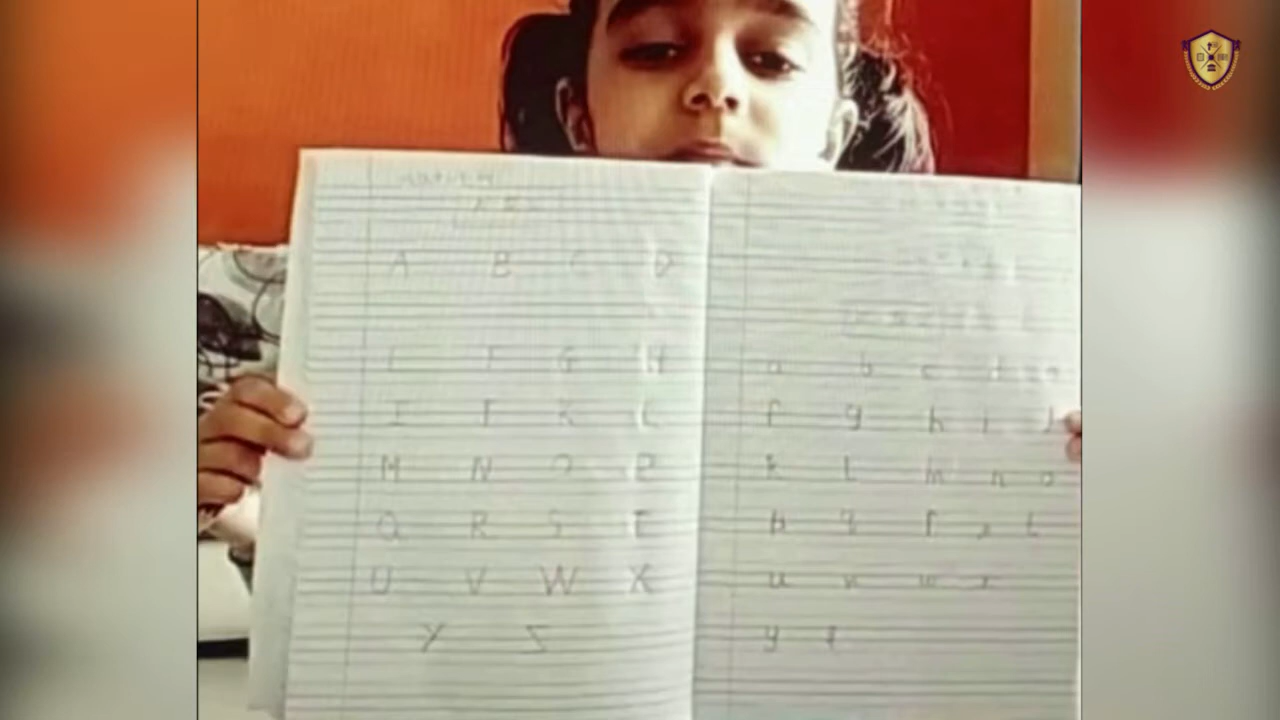 A B C D
E F G H
I J K L
M N O P
Q R S T
U V W X
Y Z
a b c d e
f g h i j
k l m n o
p q r s t
u v w x
y z